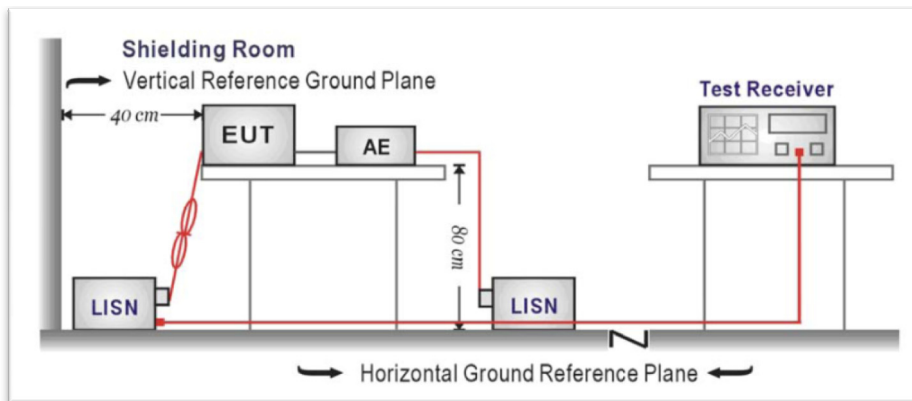 Shielding Room
Vertical Reference Ground Plane
Test Receiver
40 cm
EUT
AE
80 cm
LISN
LISN
Horizontal Ground Reference Plane